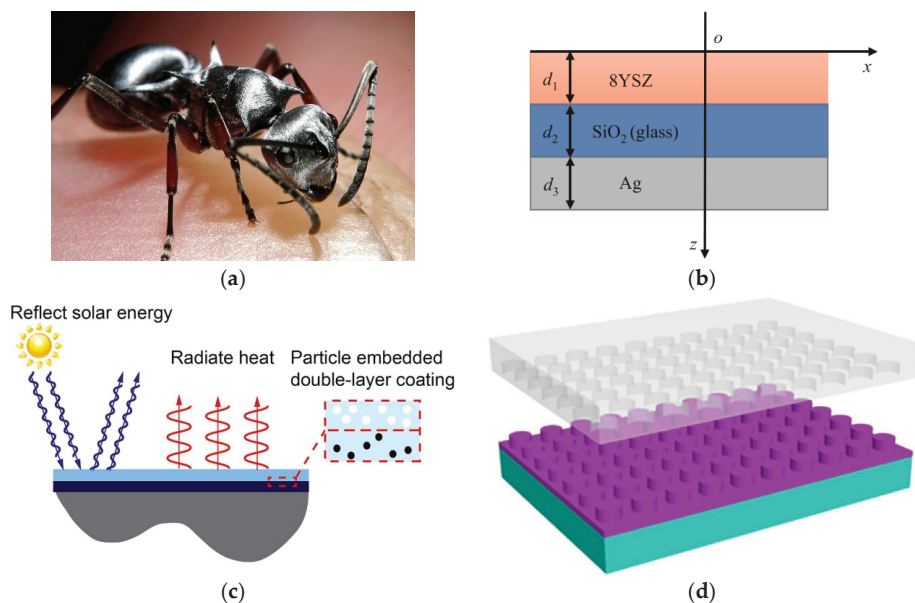 o
d1
8YSZ
x
d2
SiO2 (glass)
d3
Ag
z
(a)
(b)
Reflect solar energy
Radiate heat
Particle embedded
double-layer coating
(c)
(d)